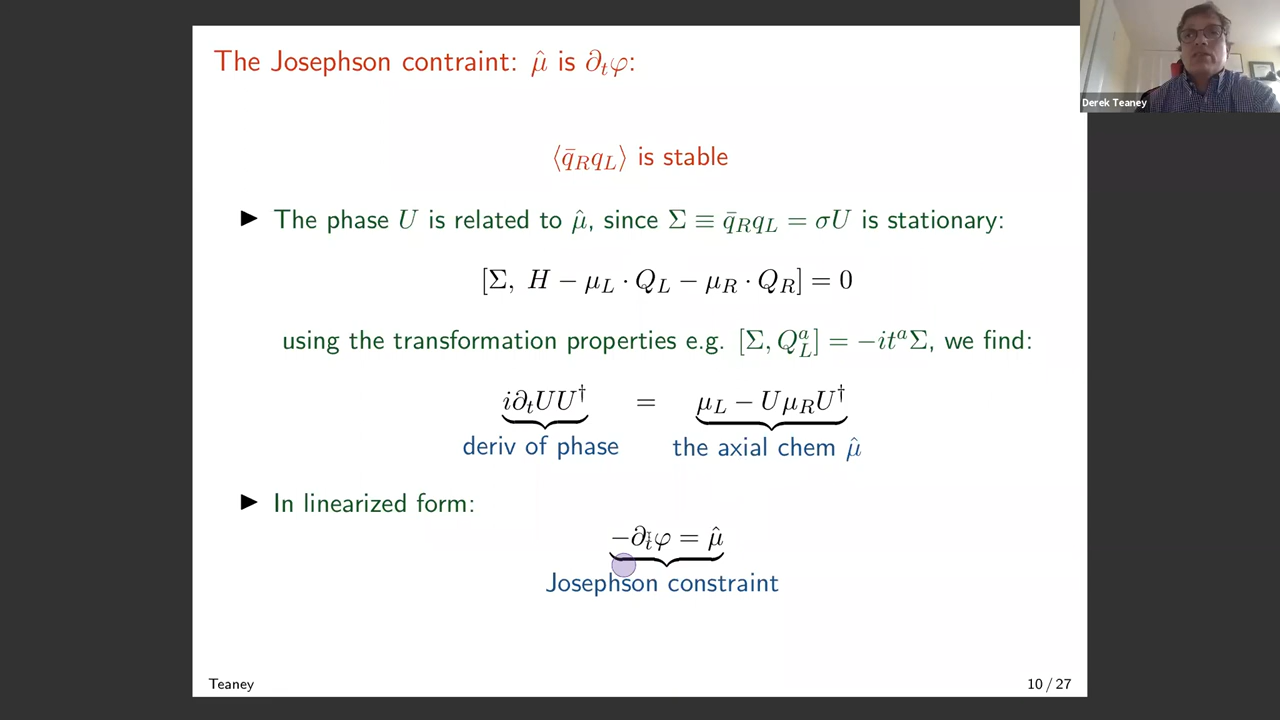 The Josephson contraint: μ̂ is ∂ₜφ:
Derek Teaney
⟨q̄_R q_L⟩ is stable
▶ The phase U is related to μ̂, since Σ ≡ q̄_R q_L = σU is stationary:
[Σ, H − μ_L · Q_L − μ_R · Q_R] = 0
using the transformation properties e.g. [Σ, Q_L^a] = −it^aΣ, we find:
i∂ₜUU† = μ_L − Uμ_RU†
deriv of phase the axial chem μ̂
▶ In linearized form:
−∂ₜφ = μ̂
Josephson constraint
Teaney 10 / 27